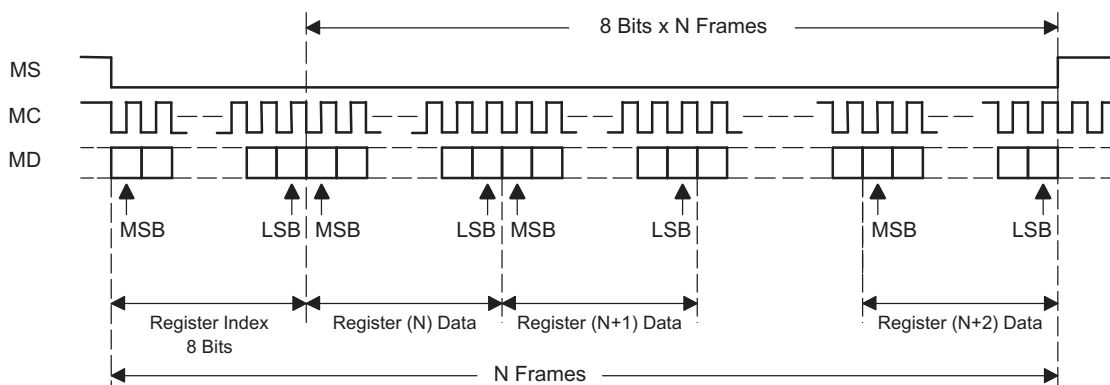 8 Bits x N Frames
MS
MC
MD
MSB LSB MSB LSB MSB LSB MSB LSB
Register Index
8 Bits
Register (N) Data
Register (N+1) Data
Register (N+2) Data
N Frames